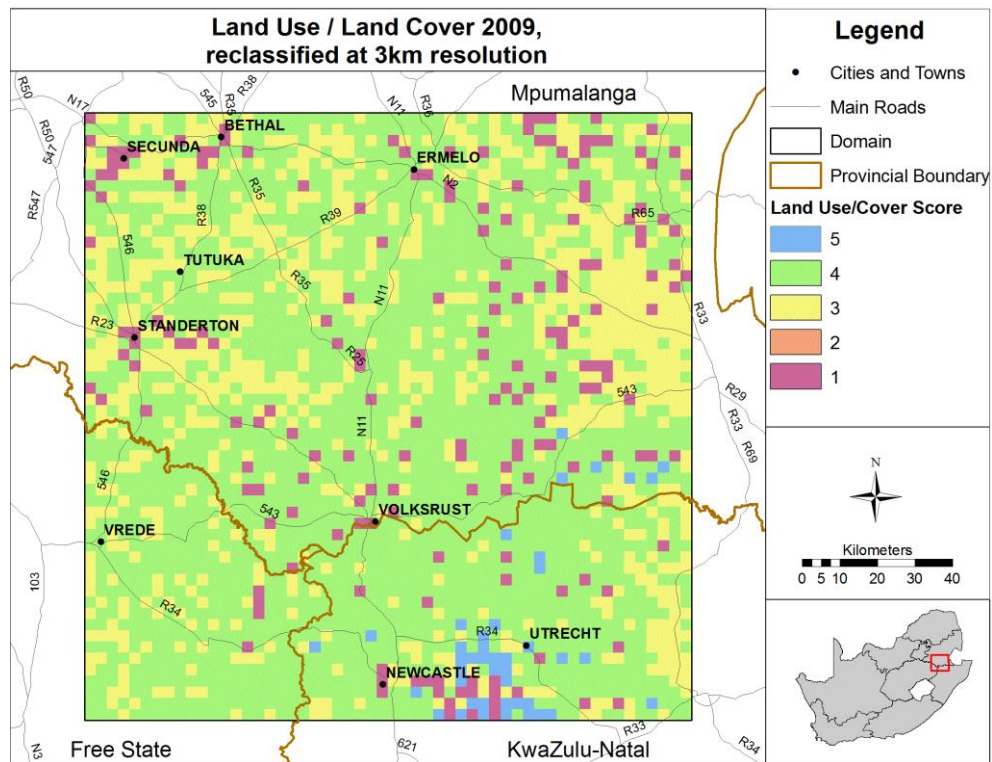 Land Use / Land Cover 2009,
reclassified at 3km resolution
Legend
Cities and Towns
Main Roads
Domain
Provincial Boundary
Land Use/Cover Score
5
4
3
2
1
N
Kilometers
0 5 10 20 30 40
Mpumalanga
R50
N17
545
R35
R38
N11
R36
R50
547
R547
BETHAL
SECUNDA
ERMELO
R35
N2
R38
R39
R65
546
TUTUKA
R35
N11
R33
R23
STANDERTON
R25
543
R29
R33
R69
N11
546
543
VOLKSRUST
VREDE
103
R34
R34
UTRECHT
NEWCASTLE
R33
R34
N3
621
Free State
KwaZulu-Natal